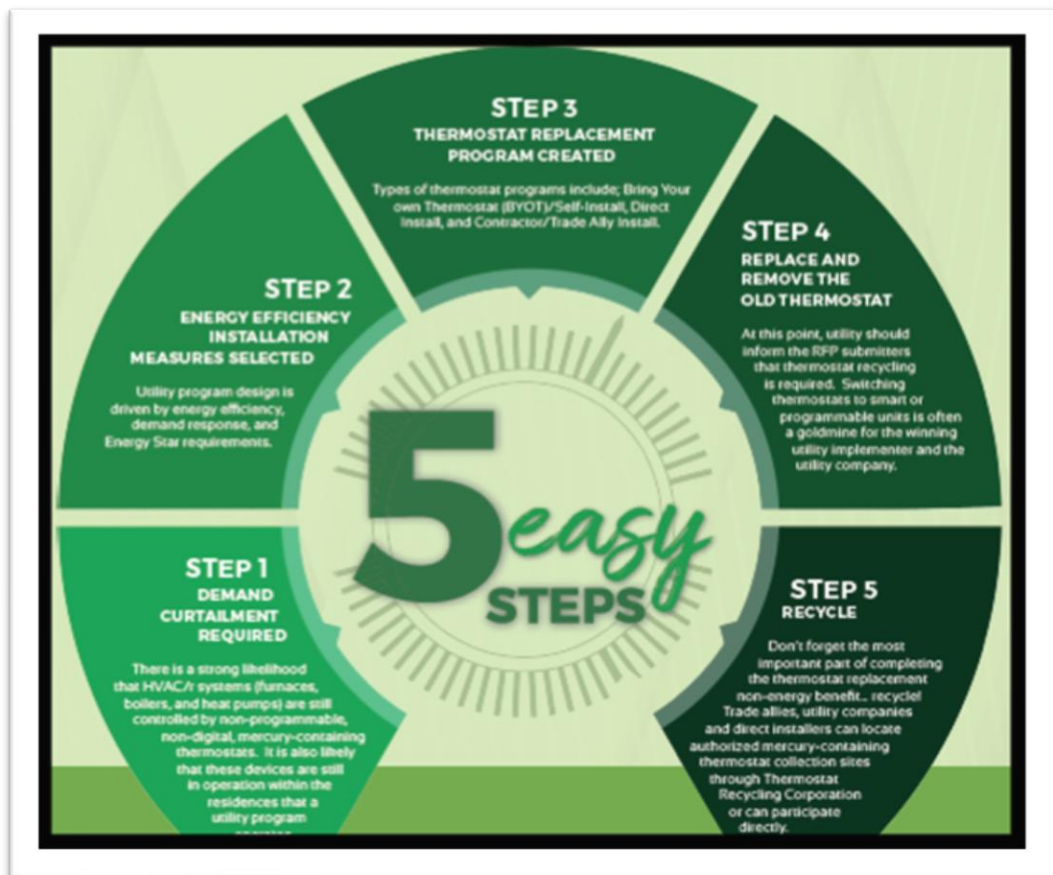 STEP 1
DEMAND
CURTAILMENT
REQUIRED
There is a strong likelihood
that HVAC/r systems (furnaces,
boilers, and heat pumps) are still
controlled by non-programmable,
non-digital, mercury-containing
thermostats. It is also likely
that these devices are still
in operation within the
residences that a
utility program
STEP 2
ENERGY EFFICIENCY
INSTALLATION
MEASURES SELECTED
Utility program design is
driven by energy efficiency,
demand response, and
Energy Star requirements.
STEP 3
THERMOSTAT REPLACEMENT
PROGRAM CREATED
Types of thermostat programs include; Bring Your
own Thermostat (BYOT)/Self-Install, Direct
Install, and Contractor/Trade Ally Install.
STEP 4
REPLACE AND
REMOVE THE
OLD THERMOSTAT
At this point, utility should
inform the RFP submitters
that thermostat recycling
is required. Switching
thermostats to smart or
programmable units is often
a goldmine for the winning
utility implementer and the
utility company.
STEP 5
RECYCLE
Don't forget the most
important part of completing
the thermostat replacement
non-energy benefit... recycle!
Trade allies, utility companies
and direct installers can locate
authorized mercury-containing
thermostat collection sites
through Thermostat
Recycling Corporation
or can participate
directly.
5 easy
STEPS